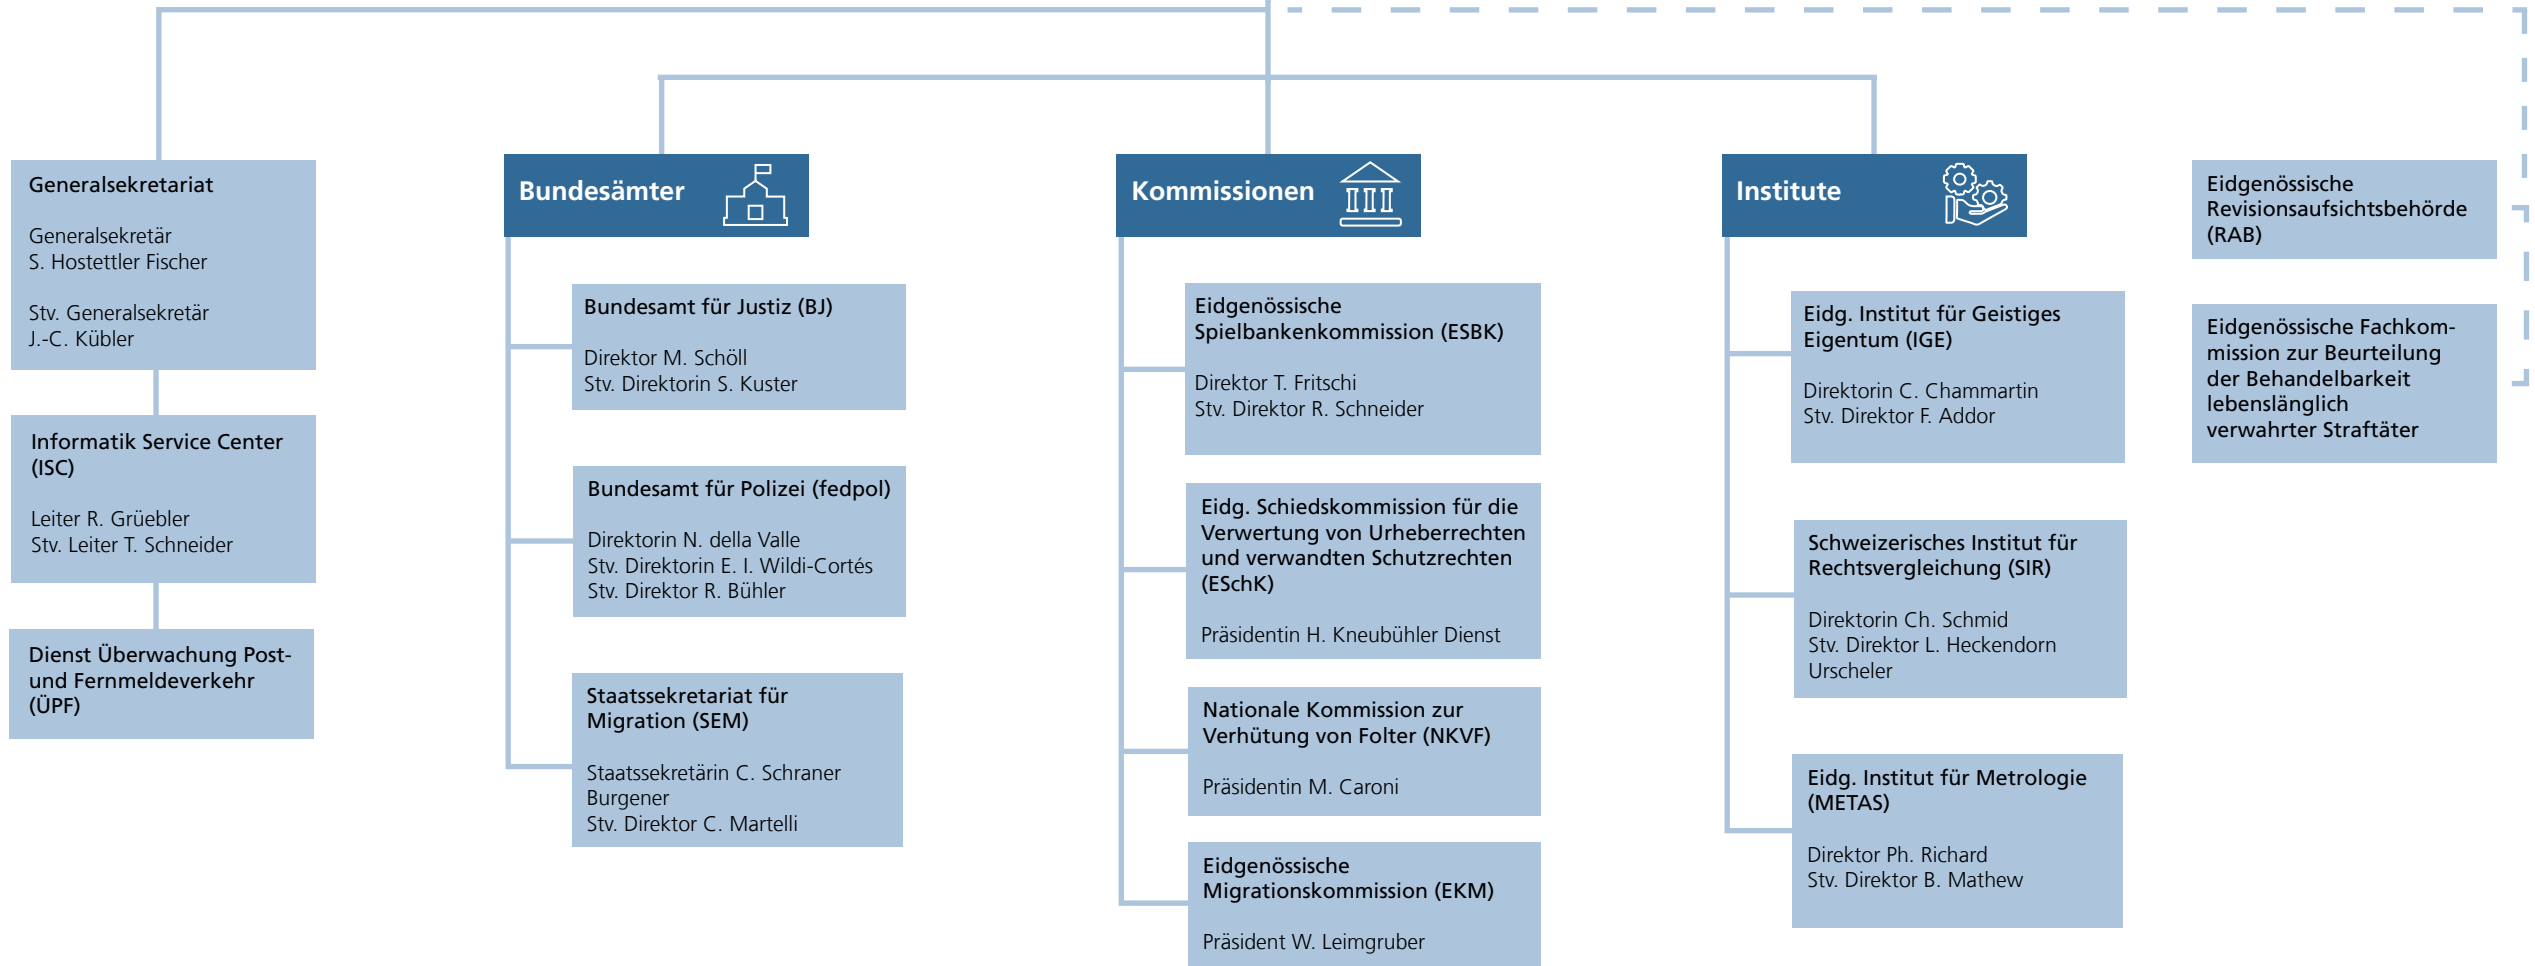 Generalsekretariat
Generalsekretär
S. Hostettler Fischer
Stv. Generalsekretär
J.-C. Kübler
Informatik Service Center
(ISC)
Leiter R. Grüebler
Stv. Leiter T. Schneider
Dienst Überwachung Post-
und Fernmeldeverkehr
(ÜPF)
Bundesämter
Bundesamt für Justiz (BJ)
Direktor M. Schöll
Stv. Direktorin S. Kuster
Bundesamt für Polizei (fedpol)
Direktorin N. della Valle
Stv. Direktorin E. I. Wildi-Cortés
Stv. Direktor R. Bühler
Staatssekretariat für
Migration (SEM)
Staatssekretärin C. Schraner
Burgener
Stv. Direktor C. Martelli
Kommissionen
Eidgenössische
Spielbankenkommission (ESBK)
Direktor T. Fritschi
Stv. Direktor R. Schneider
Eidg. Schiedskommission für die
Verwertung von Urheberrechten
und verwandten Schutzrechten
(ESchK)
Präsidentin H. Kneubühler Dienst
Nationale Kommission zur
Verhütung von Folter (NKVF)
Präsidentin M. Caroni
Eidgenössische
Migrationskommission (EKM)
Präsident W. Leimgruber
Institute
Eidg. Institut für Geistiges
Eigentum (IGE)
Direktorin C. Chammartin
Stv. Direktor F. Addor
Schweizerisches Institut für
Rechtsvergleichung (SIR)
Direktorin Ch. Schmid
Stv. Direktor L. Heckendorn
Urscheler
Eidg. Institut für Metrologie
(METAS)
Direktor Ph. Richard
Stv. Direktor B. Mathew
Eidgenössische
Revisionsaufsichtsbehörde
(RAB)
Eidgenössische Fachkom-
mission zur Beurteilung
der Behandelbarkeit
lebenslänglich
verwahrter Straftäter